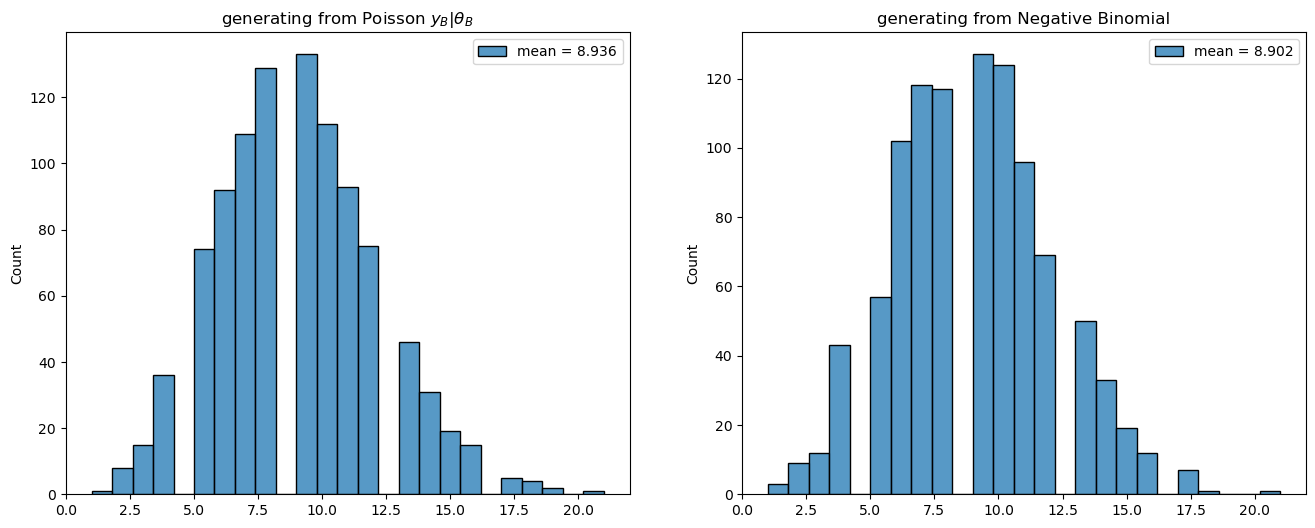 generating from Poisson $y_B|\theta_B$
mean = 8.936
Count
120
100
80
60
40
20
0
0.0 2.5 5.0 7.5 10.0 12.5 15.0 17.5 20.0
generating from Negative Binomial
mean = 8.902
Count
120
100
80
60
40
20
0
0.0 2.5 5.0 7.5 10.0 12.5 15.0 17.5 20.0